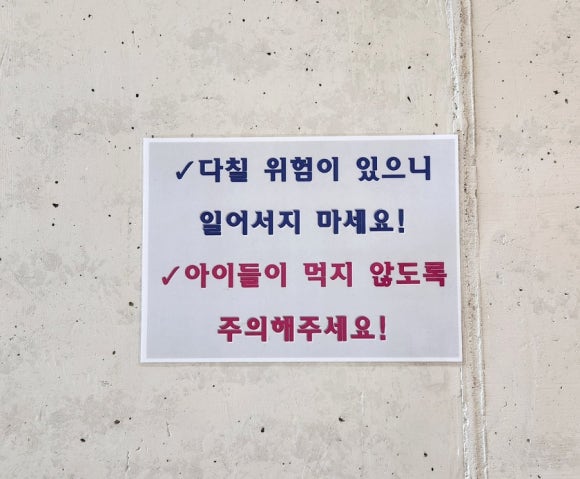 ✓다칠 위험이 있으니
일어서지 마세요!
✓아이들이 먹지 않도록
주의해주세요!